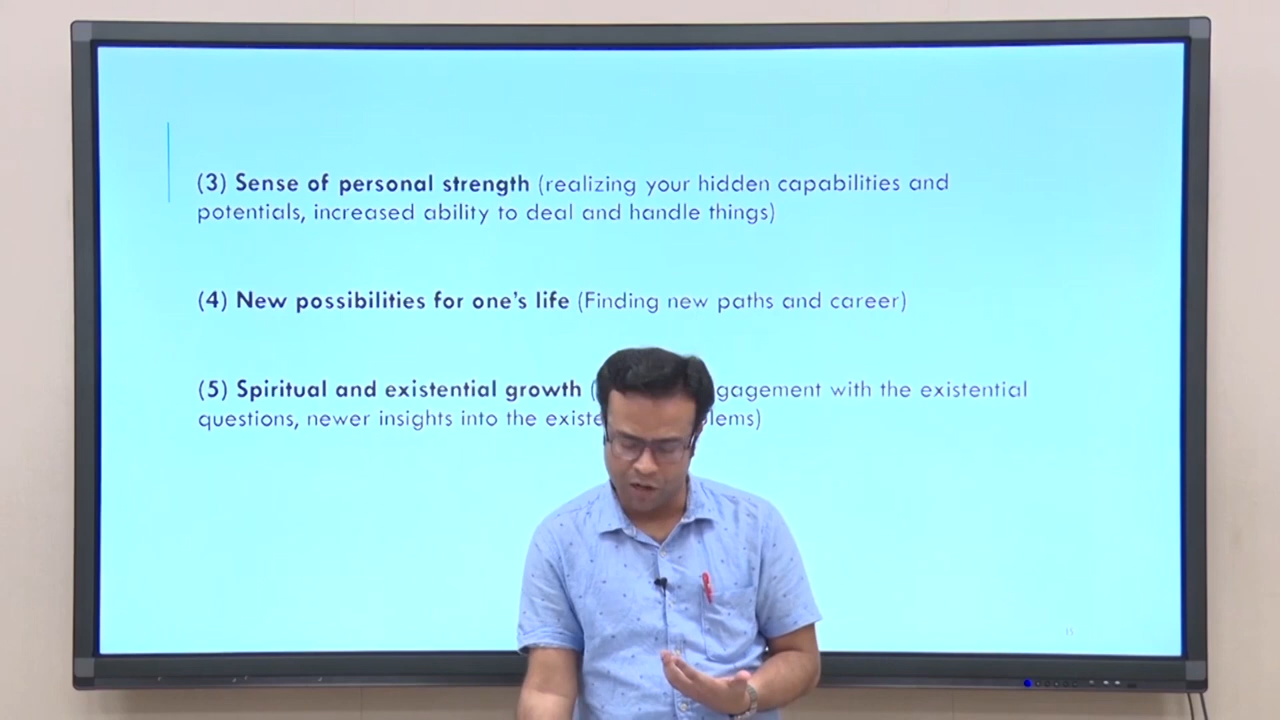 (3) Sense of personal strength (realizing your hidden capabilities and
potentials, increased ability to deal and handle things)
(4) New possibilities for one's life (Finding new paths and career)
(5) Spiritual and existential growth ( gagement with the existential
questions, newer insights into the existe lems)
15